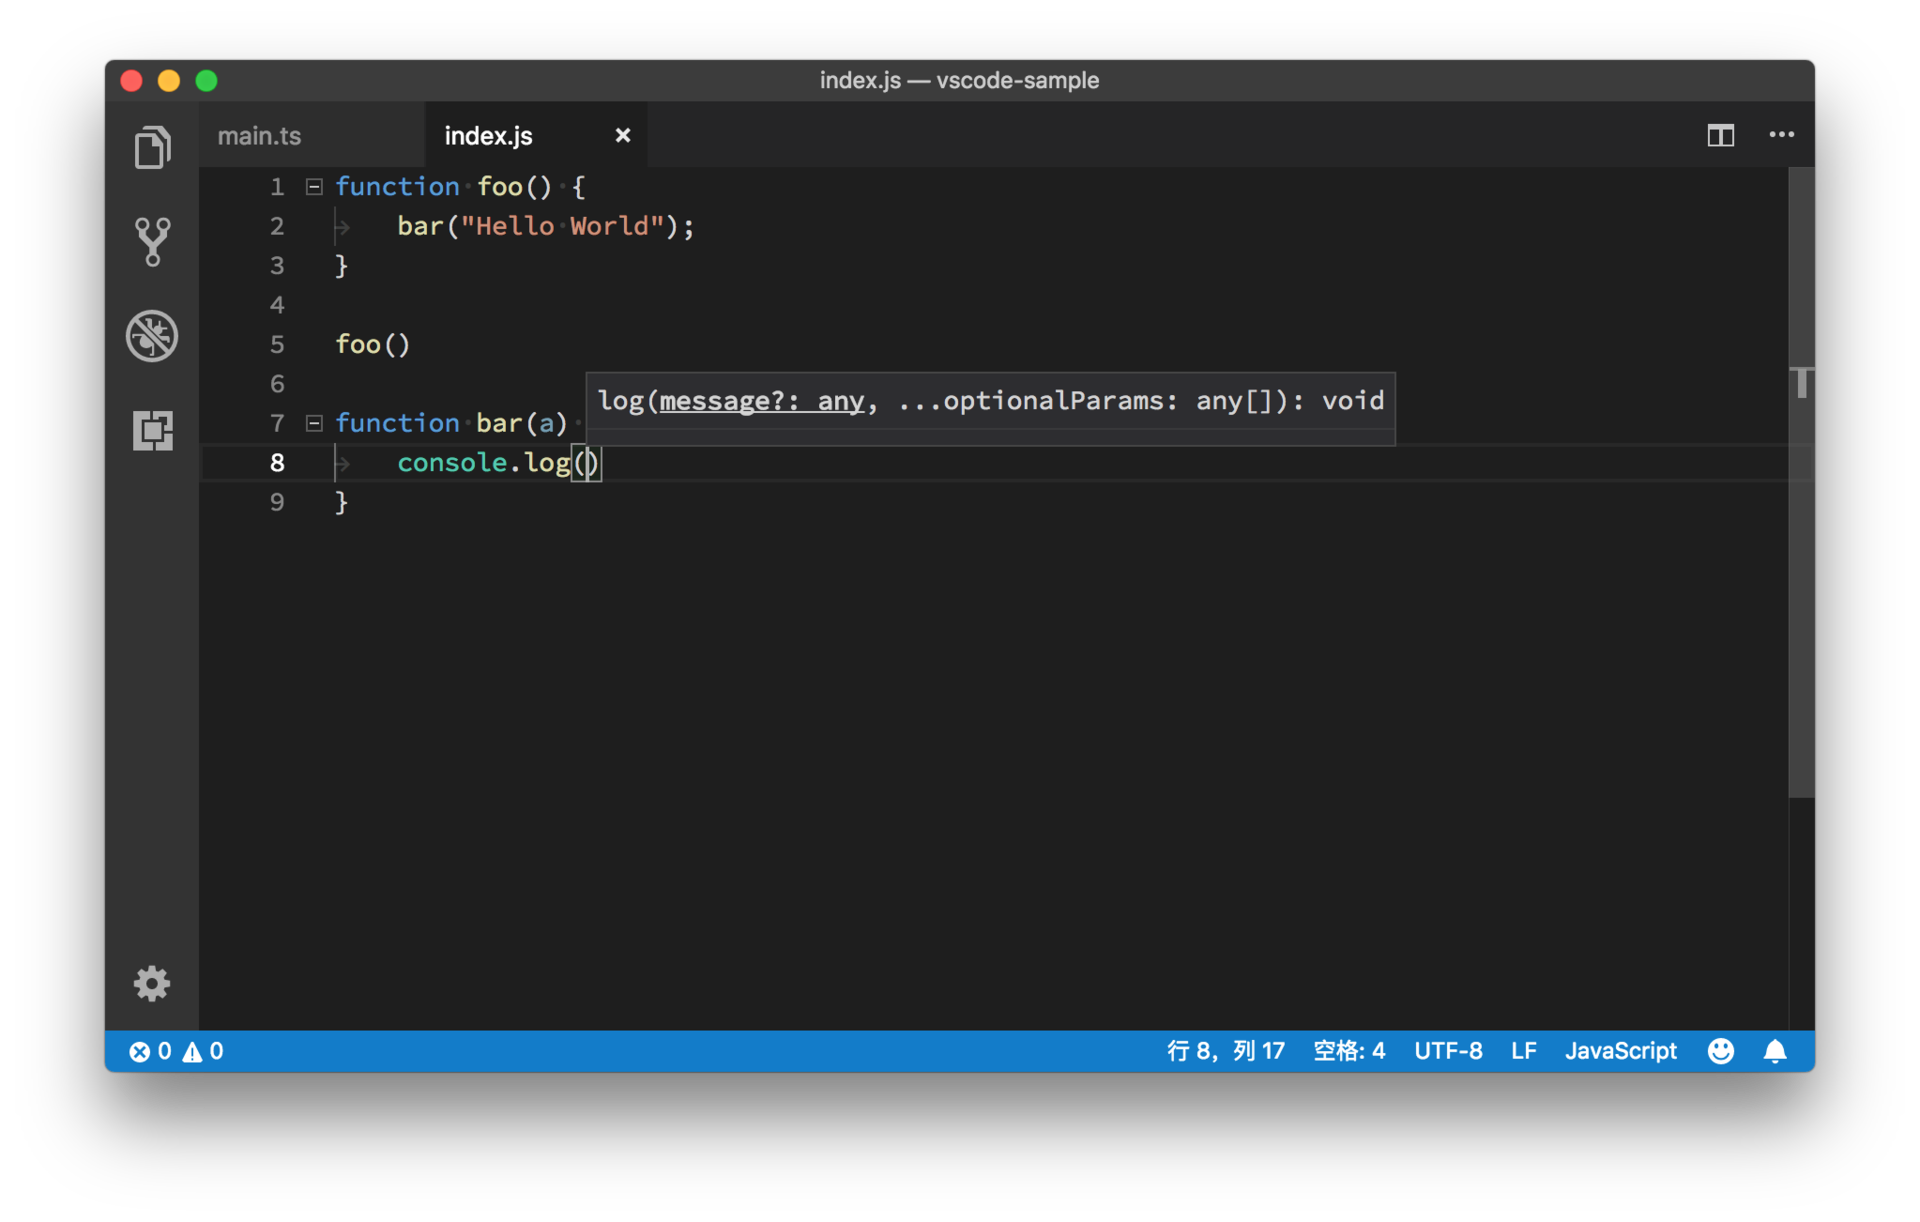 index.js — vscode-sample
main.ts
index.js
1 function foo() {
2 bar("Hello World");
3 }
4
5 foo()
6
log(message?: any, ...optionalParams: any[]): void
7 function bar(a)
8 console.log()
9 }
0 0
行 8，列 17 空格: 4 UTF-8 LF JavaScript